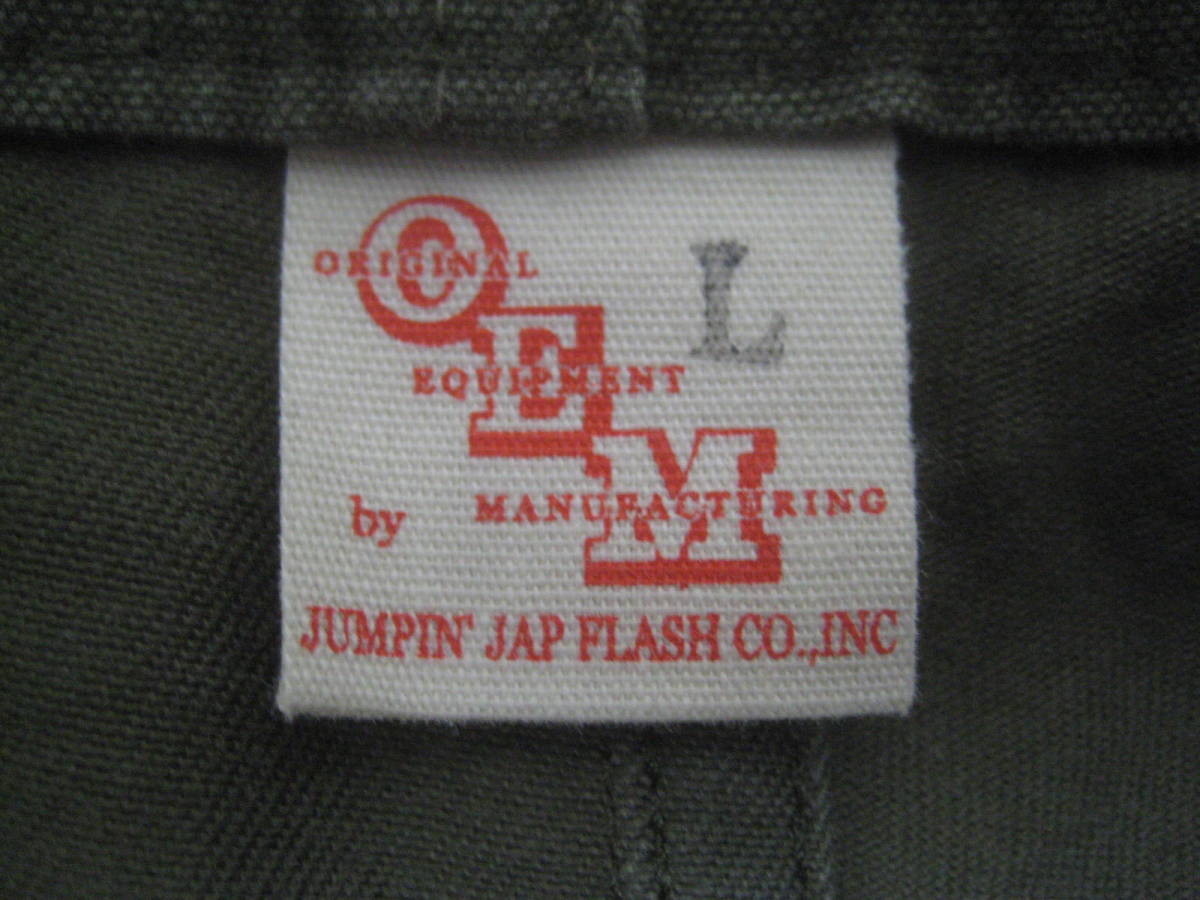 O
ORIGINAL
L
E
EQUIPMENT
M
by MANUFACTURING
JUMPIN' JAP FLASH CO.,INC